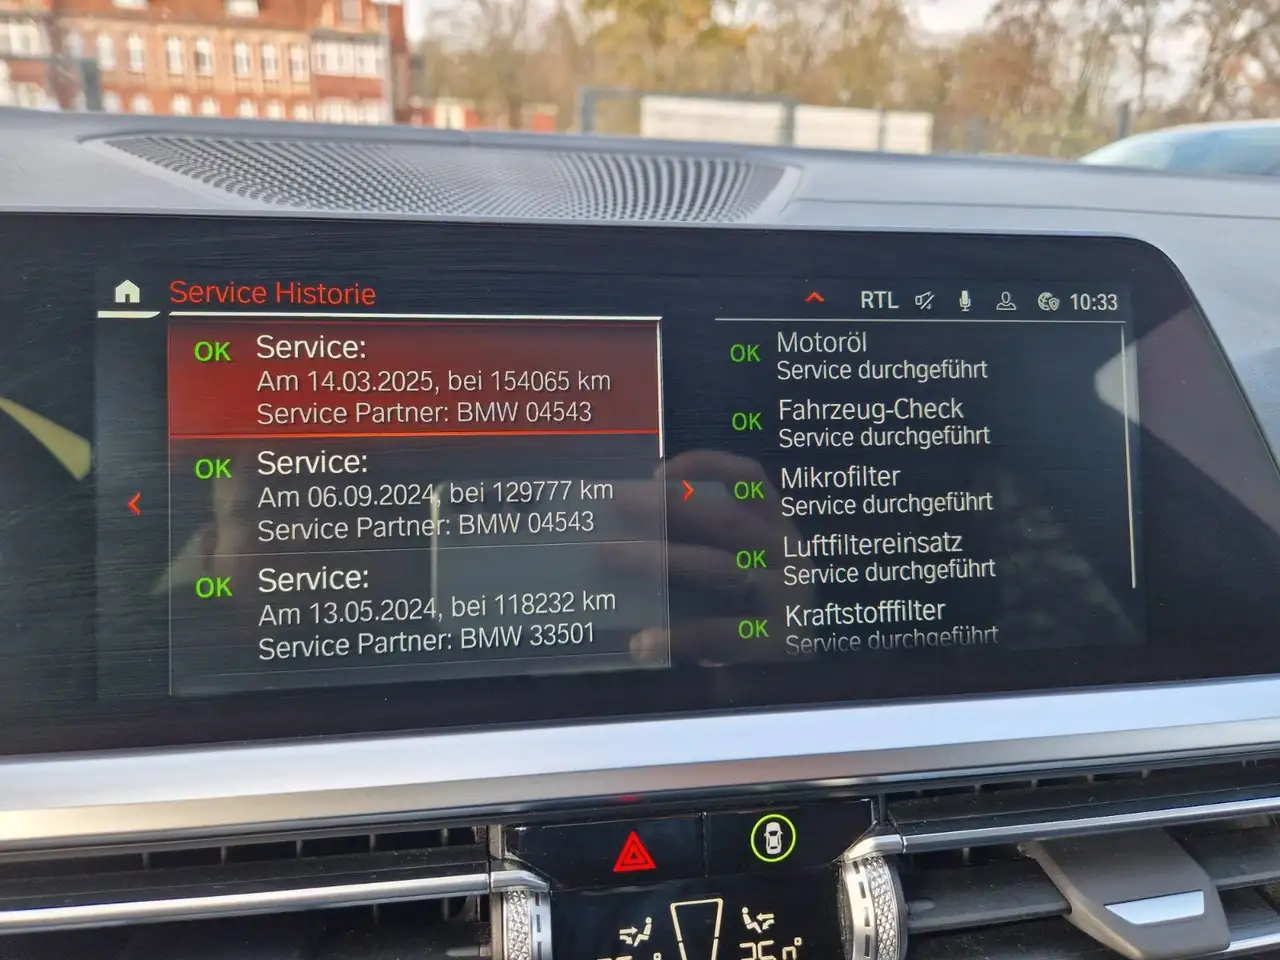 Service Historie
RTL
10:33
OK Service:
Am 14.03.2025, bei 154065 km
Service Partner: BMW 04543
OK Service:
Am 06.09.2024, bei 129777 km
Service Partner: BMW 04543
OK Service:
Am 13.05.2024, bei 118232 km
Service Partner: BMW 33501
OK Motoröl
Service durchgeführt
OK Fahrzeug-Check
Service durchgeführt
OK Mikrofilter
Service durchgeführt
OK Luftfiltereinsatz
Service durchgeführt
OK Kraftstofffilter
Service durchgeführt